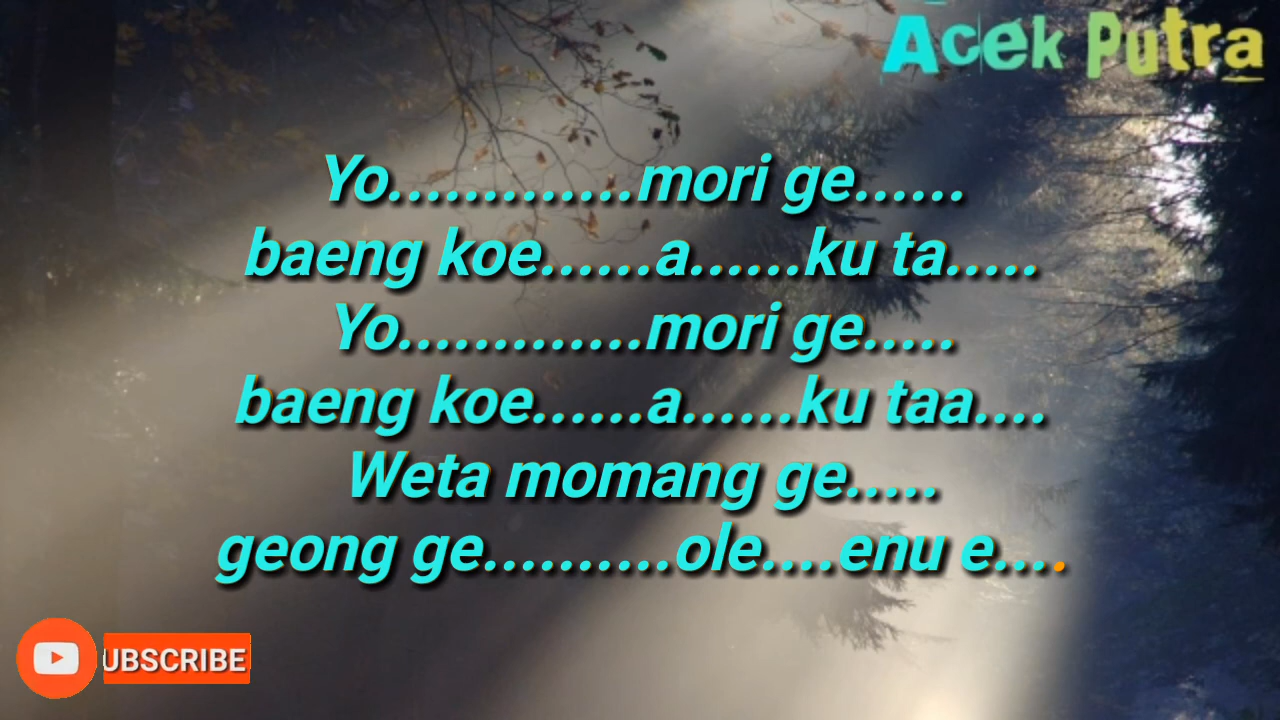 Acek Putra
Yo.............mori ge......
baeng koe......a......ku ta.....
Yo.............mori ge.....
baeng koe......a......ku taa....
Weta momang ge.....
geong ge..........ole....enu e....
UBSCRIBE